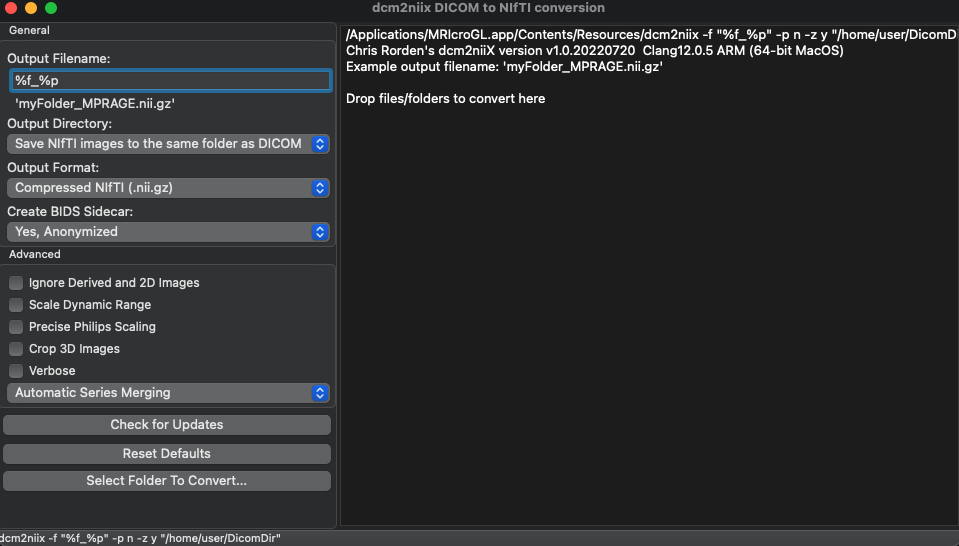 dcm2niix DICOM to NIfTI conversion
General
Output Filename:
%f_%p
'myFolder_MPRAGE.nii.gz'
Output Directory:
Save NIfTI images to the same folder as DICOM
Output Format:
Compressed NIfTI (.nii.gz)
Create BIDS Sidecar:
Yes, Anonymized
Advanced
Ignore Derived and 2D Images
Scale Dynamic Range
Precise Philips Scaling
Crop 3D Images
Verbose
Automatic Series Merging
Check for Updates
Reset Defaults
Select Folder To Convert...
/Applications/MRIcroGL.app/Contents/Resources/dcm2niix -f "%f_%p" -p n -z y "/home/user/DicomDi
Chris Rorden's dcm2niiX version v1.0.20220720 Clang12.0.5 ARM (64-bit MacOS)
Example output filename: 'myFolder_MPRAGE.nii.gz'
Drop files/folders to convert here
dcm2niix -f "%f_%p" -p n -z y "/home/user/DicomDir"